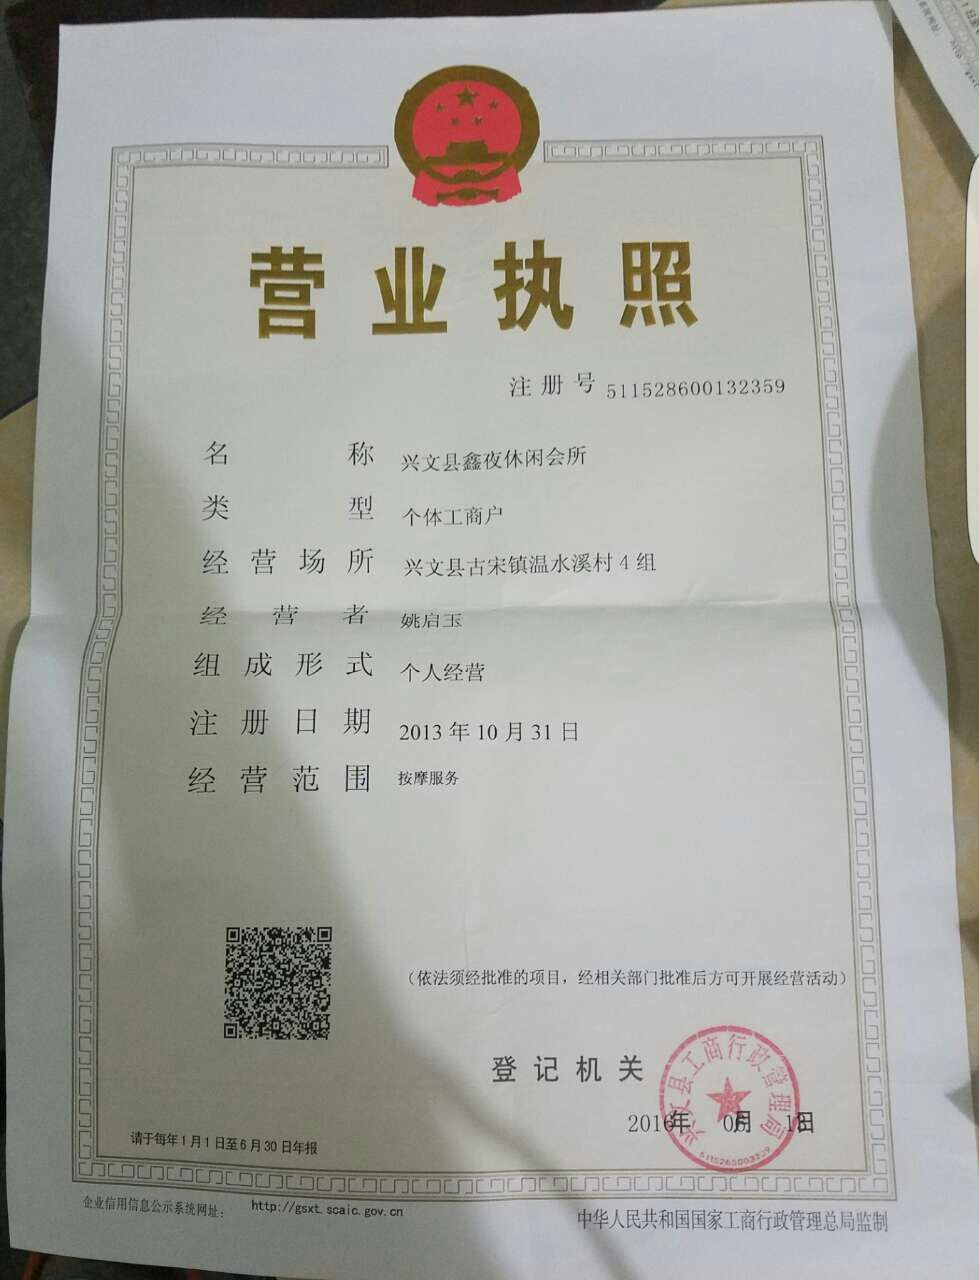 营业执照
注册号 511528600132359
名称 兴文县鑫夜休闲会所
类型 个体工商户
经营场所 兴文县古宋镇温水溪村4组
经营者 姚启玉
组成形式 个人经营
注册日期 2013年10月31日
经营范围 按摩服务
（依法须经批准的项目，经相关部门批准后方可开展经营活动）
登记机关
兴文县工商行政管理局
2016年 06月 13日
请于每年1月1日至6月30日年报
企业信用信息公示系统网址： http://gsxt.scaic.gov.cn
中华人民共和国国家工商行政管理总局监制